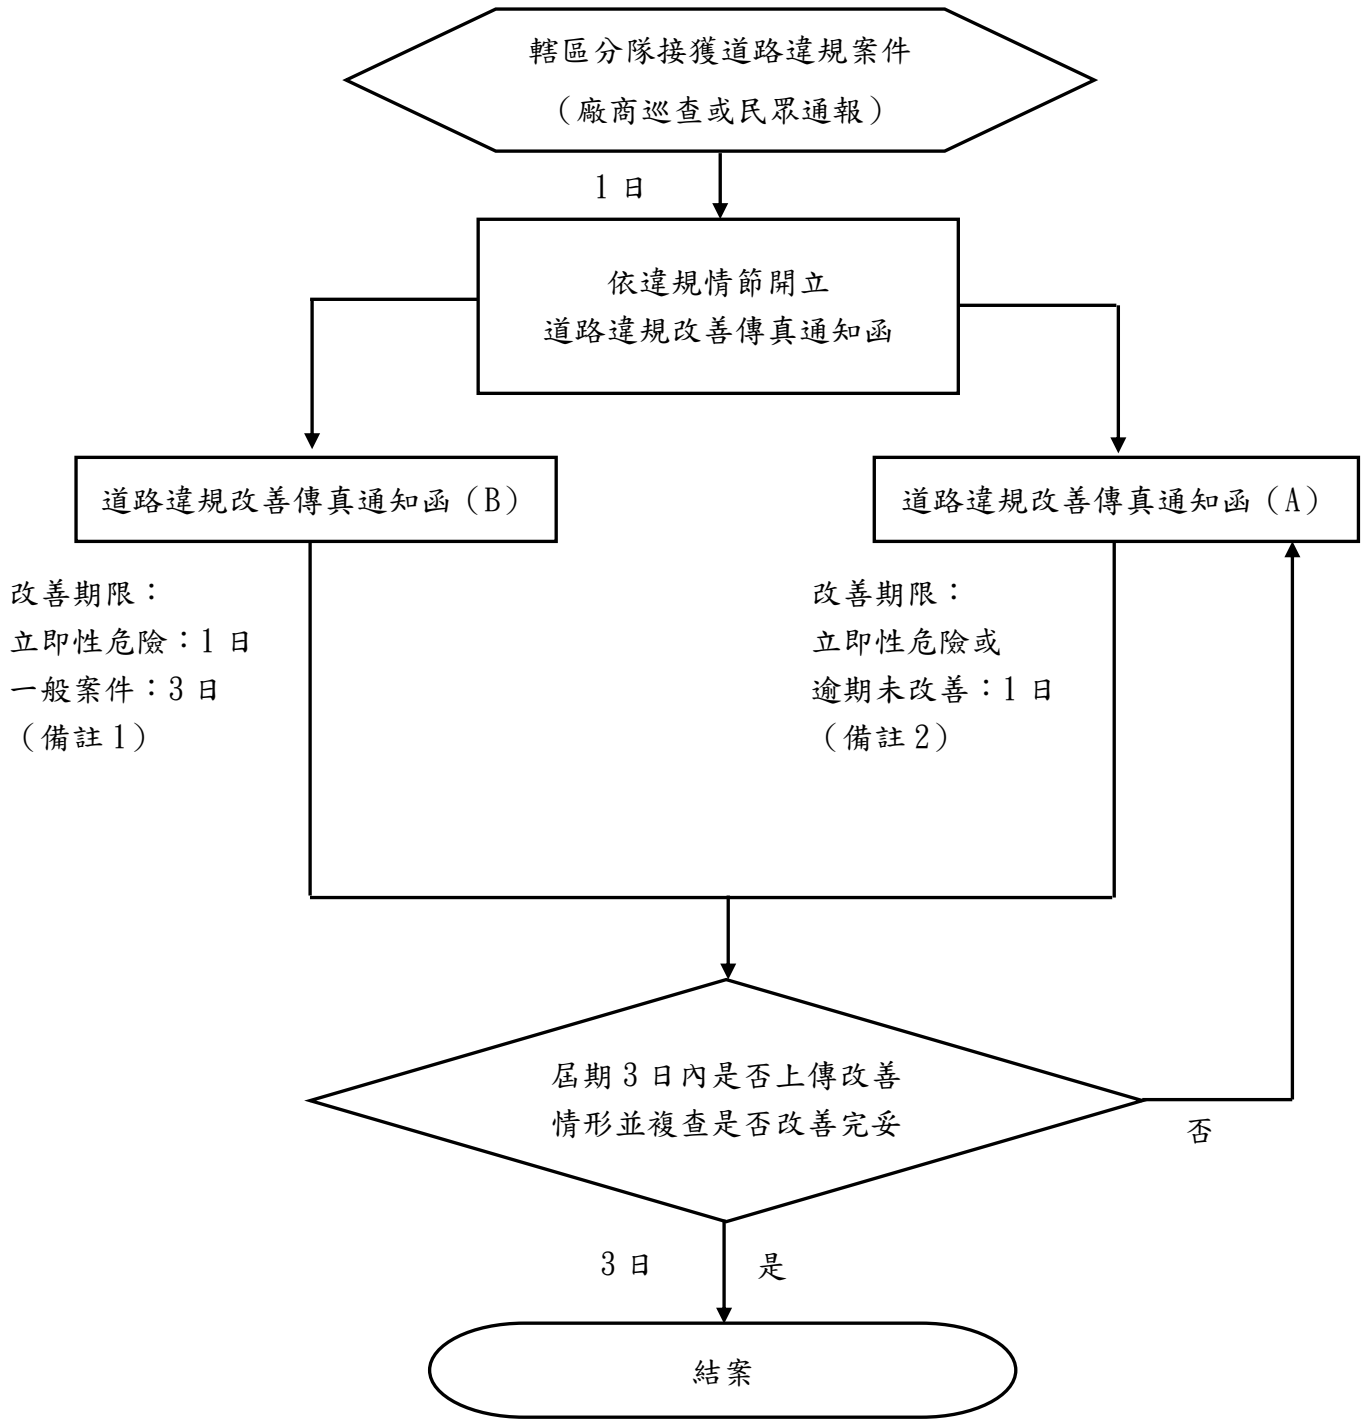 轄區分隊接獲道路違規案件
（廠商巡查或民眾通報）
1 日
依違規情節開立
道路違規改善傳真通知函
道路違規改善傳真通知函（B）
道路違規改善傳真通知函（A）
改善期限：
立即性危險：1 日
一般案件：3 日
（備註 1）
改善期限：
立即性危險或
逾期未改善：1 日
（備註 2）
屆期 3 日內是否上傳改善
情形並複查是否改善完妥
否
3 日
是
結案